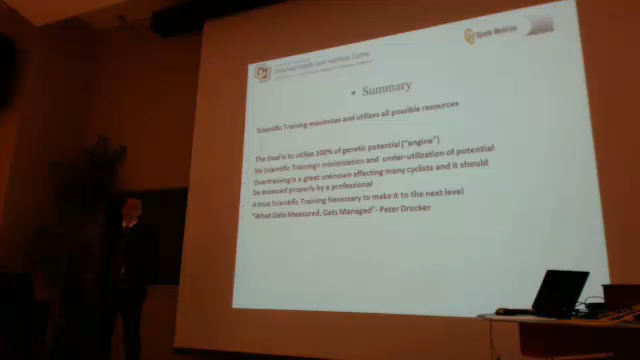 Sports Medicine
• Summary
Scientific Training maximizes and utilizes all possible resources
The Goal is to utilize 100% of genetic potential ("engine")
No Scientific Training= minimization and under-utilization of potential
Overtraining is a great unknown affecting many cyclists and it should
be assessed properly by a professional
A true Scientific Training Necessary to make it to the next level
"What Gets Measured, Gets Managed"- Peter Drucker